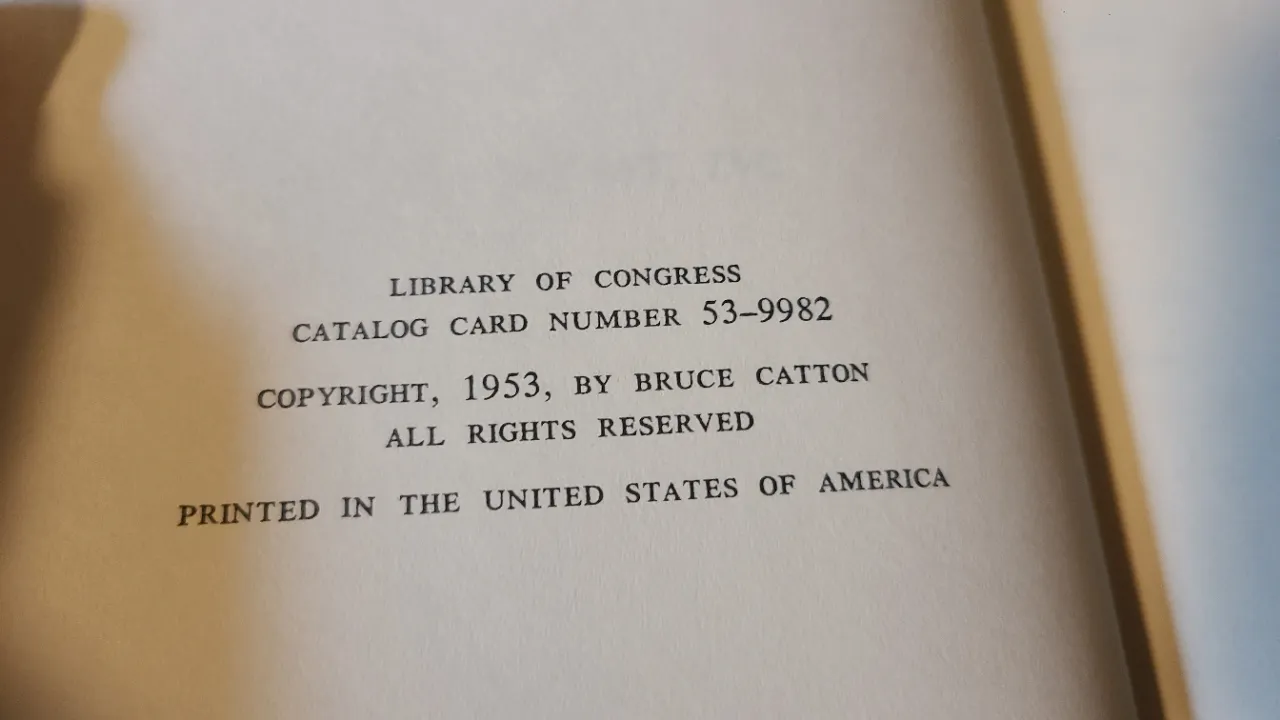 LIBRARY OF CONGRESS
CATALOG CARD NUMBER 53–9982
COPYRIGHT, 1953, BY BRUCE CATTON
ALL RIGHTS RESERVED
PRINTED IN THE UNITED STATES OF AMERICA